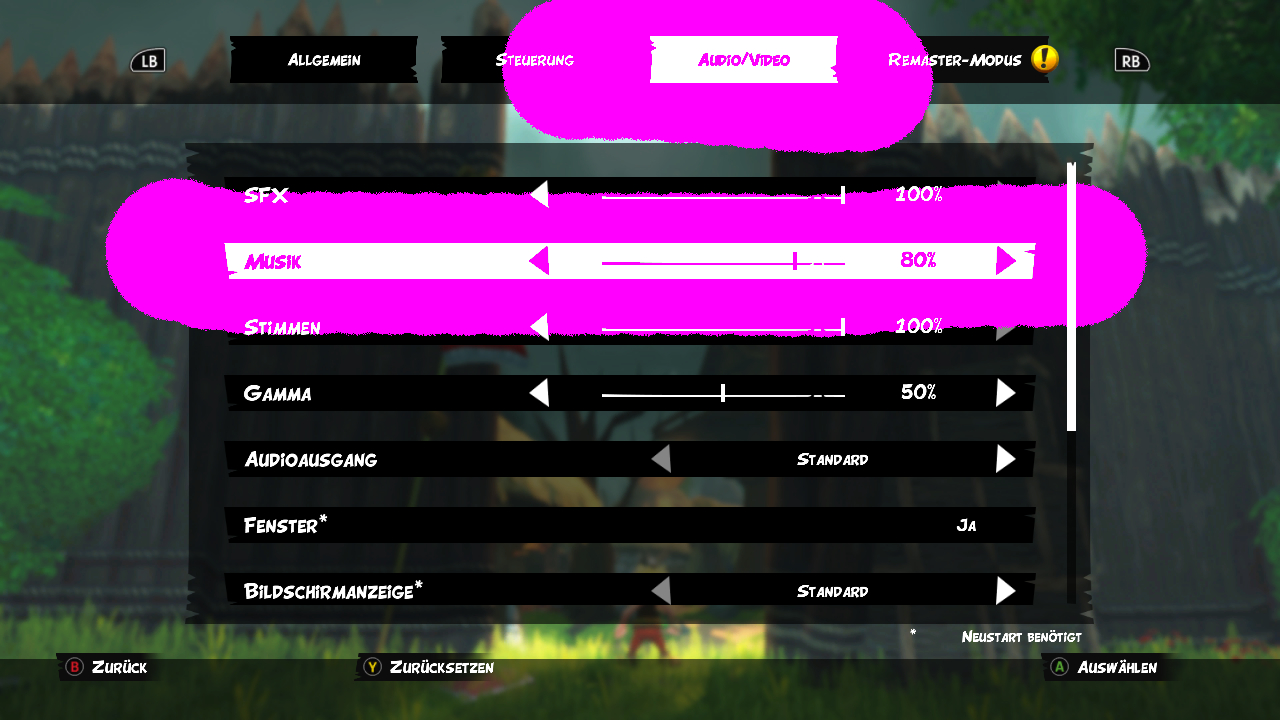 LB
Allgemein
Steuerung
Audio/Video
Remaster-Modus
!
RB
SFX 100%
Musik 80%
Stimmen 100%
Gamma 50%
Audioausgang Standard
Fenster* Ja
Bildschirmanzeige* Standard
* Neustart benötigt
B Zurück
Y Zurücksetzen
A Auswählen